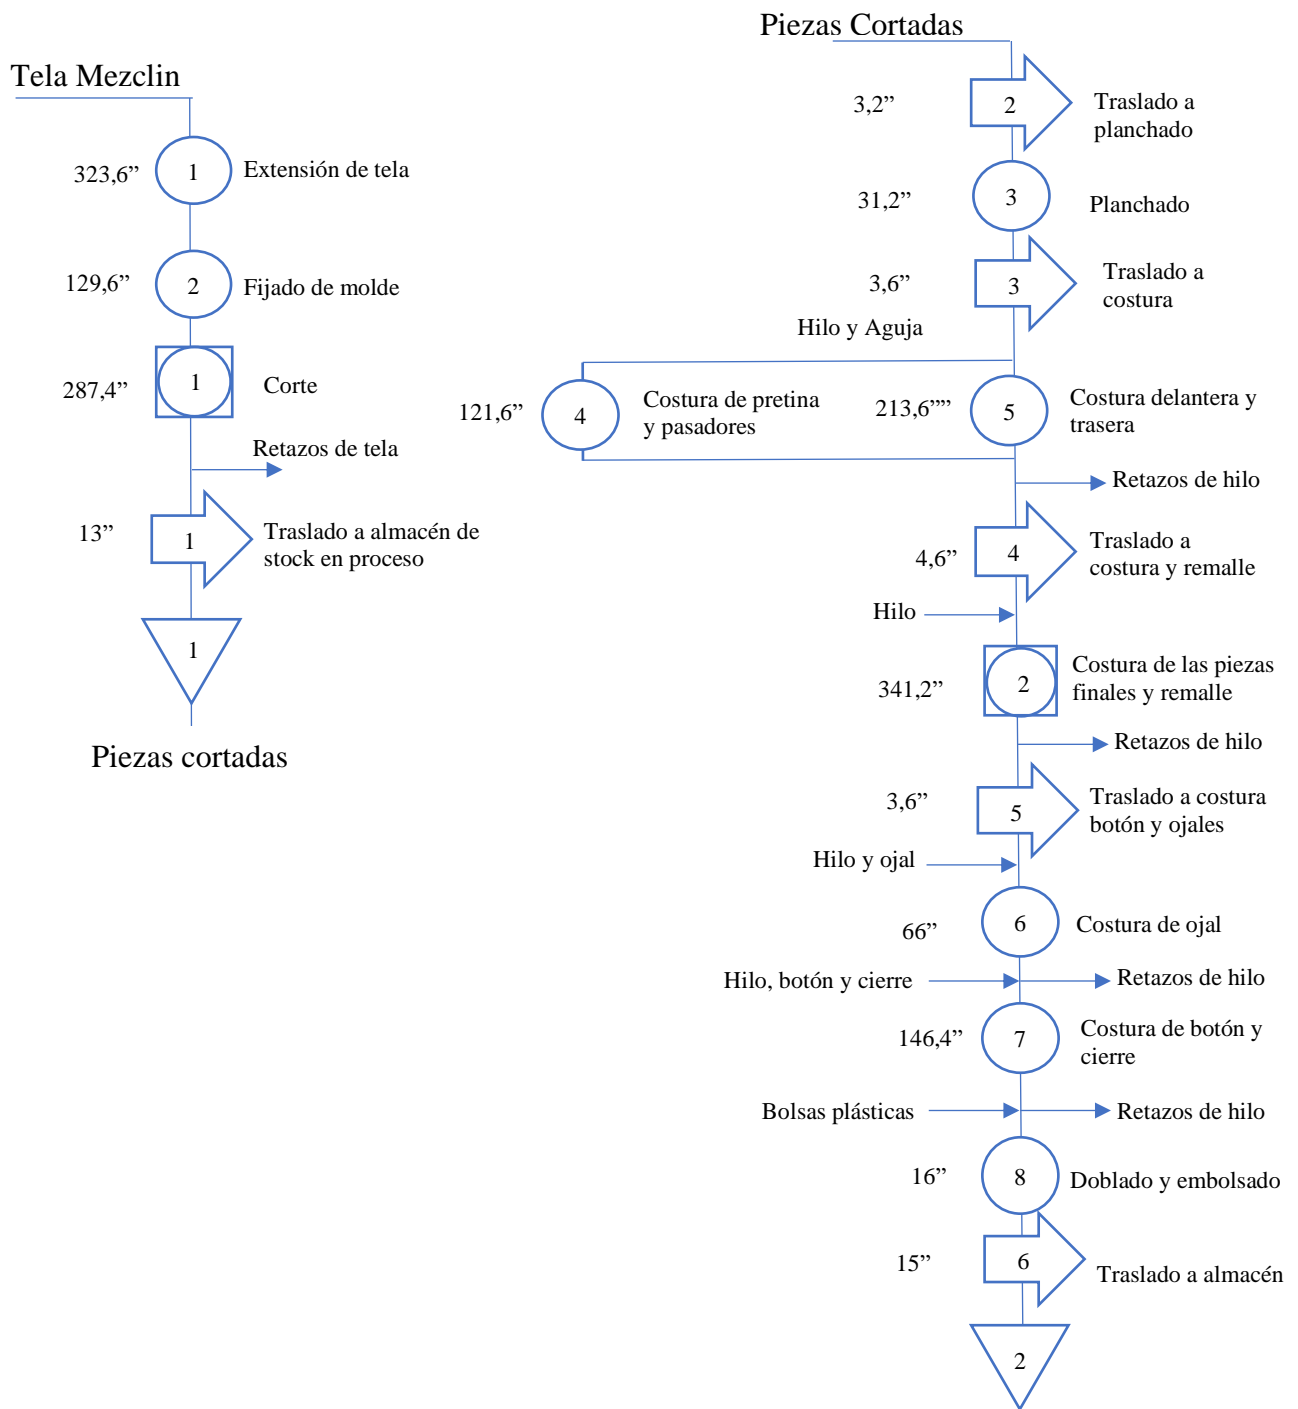 Tela Mezclin
323,6”
1
Extensión de tela
129,6”
2
Fijado de molde
287,4”
1
Corte
Retazos de tela
13”
1
Traslado a almacén de
stock en proceso
1
Piezas cortadas
Piezas Cortadas
3,2”
2
Traslado a
planchado
31,2”
3
Planchado
3,6”
3
Traslado a
costura
Hilo y Aguja
121,6”
4
Costura de pretina
y pasadores
213,6””
5
Costura delantera y
trasera
Retazos de hilo
4,6”
4
Traslado a
costura y remalle
Hilo
341,2”
2
Costura de las piezas
finales y remalle
Retazos de hilo
3,6”
5
Traslado a costura
botón y ojales
Hilo y ojal
66”
6
Costura de ojal
Hilo, botón y cierre
Retazos de hilo
146,4”
7
Costura de botón y
cierre
Bolsas plásticas
Retazos de hilo
16”
8
Doblado y embolsado
15”
6
Traslado a almacén
2